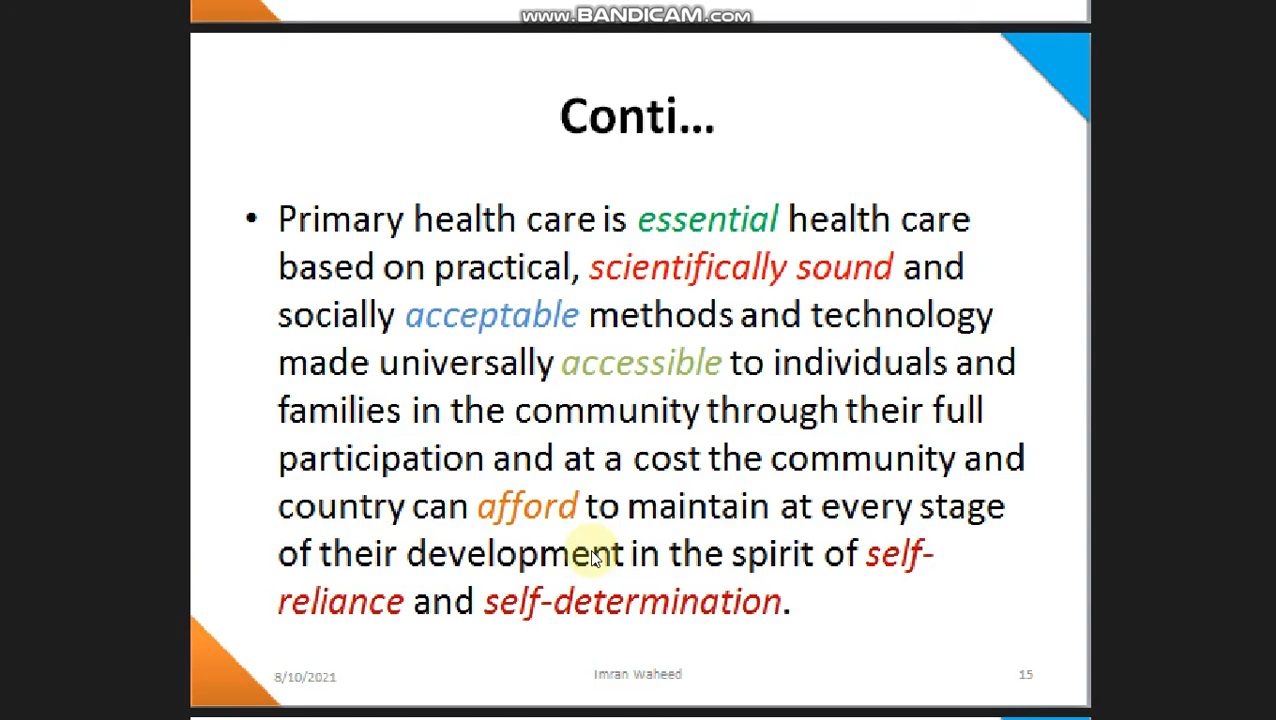 www.BANDICAM.com
Conti...
• Primary health care is essential health care
based on practical, scientifically sound and
socially acceptable methods and technology
made universally accessible to individuals and
families in the community through their full
participation and at a cost the community and
country can afford to maintain at every stage
of their development in the spirit of self-
reliance and self-determination.
8/10/2021
Imran Waheed
15